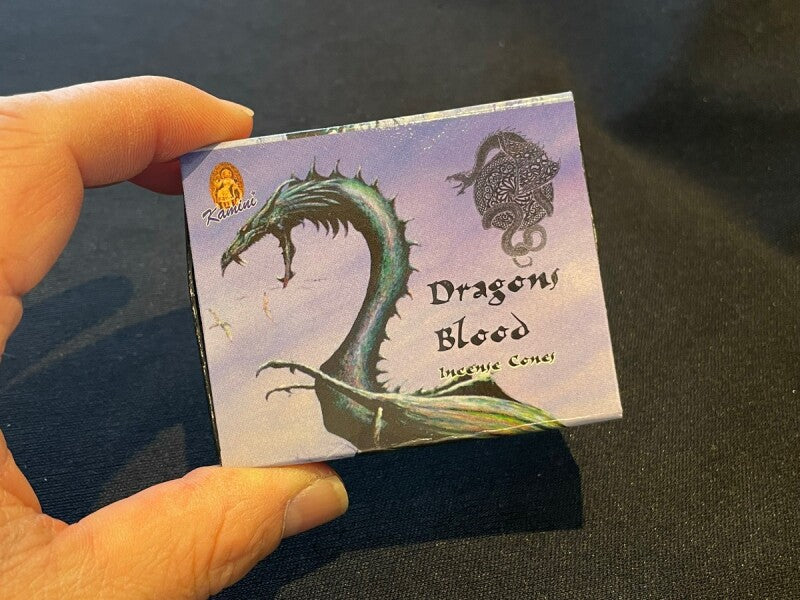 Kamini
Dragons
Blood
Incense Cones